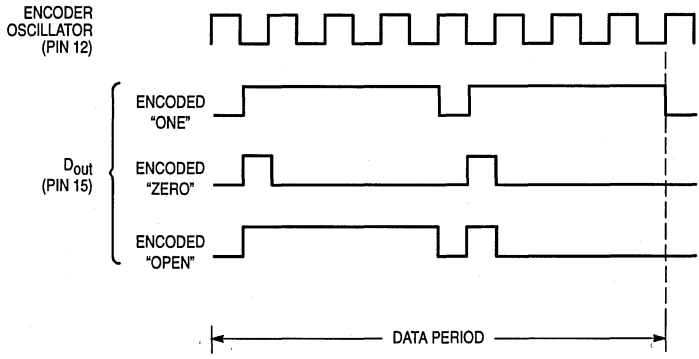 ENCODER
OSCILLATOR
(PIN 12)
ENCODED
“ONE”
Dout
(PIN 15)
ENCODED
“ZERO”
ENCODED
“OPEN”
DATA PERIOD